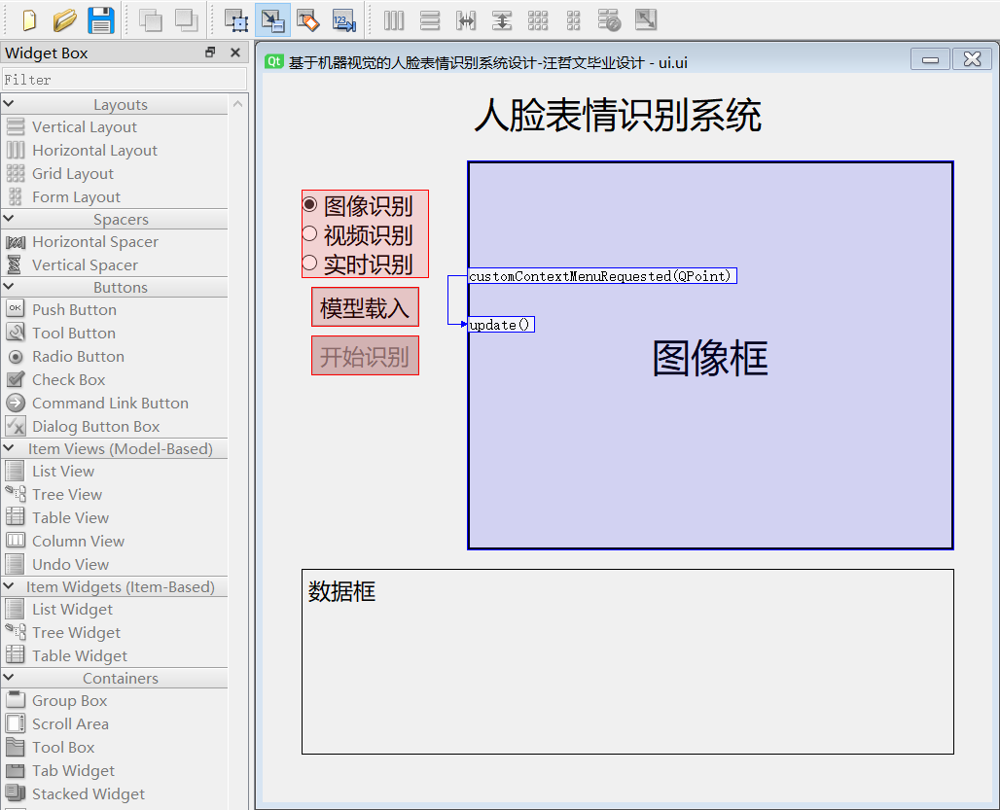 123
Widget Box
Filter
Layouts
Vertical Layout
Horizontal Layout
Grid Layout
Form Layout
Spacers
Horizontal Spacer
Vertical Spacer
Buttons
OK
Push Button
Tool Button
Radio Button
Check Box
Command Link Button
Dialog Button Box
Item Views (Model-Based)
List View
Tree View
Table View
Column View
Undo View
Item Widgets (Item-Based)
List Widget
Tree Widget
Table Widget
Containers
Group Box
Scroll Area
Tool Box
Tab Widget
Stacked Widget
Qt 基于机器视觉的人脸表情识别系统设计-汪哲文毕业设计 - ui.ui
人脸表情识别系统
图像识别
视频识别
实时识别
模型载入
开始识别
customContextMenuRequested(QPoint)
update()
图像框
数据框